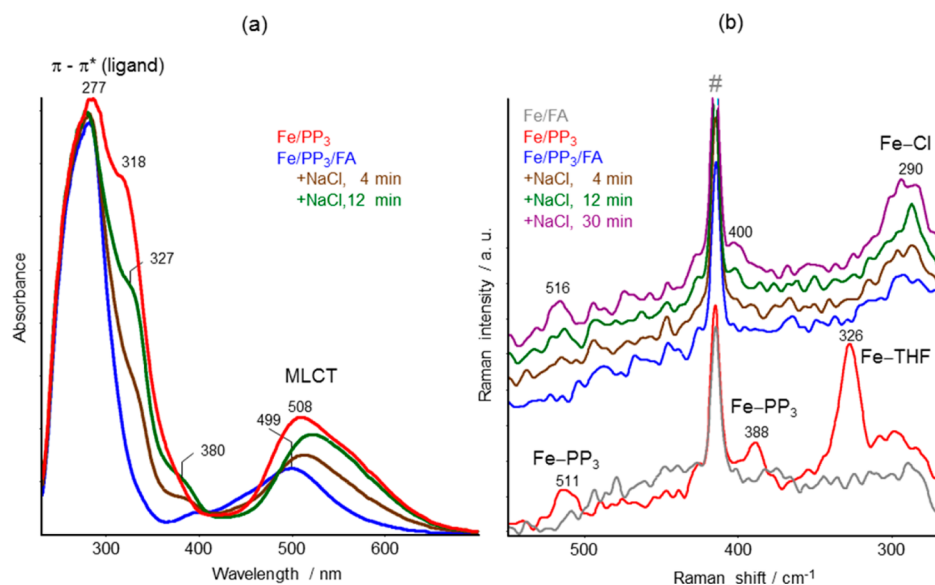 (a)
π - π* (ligand)
277
318
327
380
MLCT
508
499
Fe/PP₃
Fe/PP₃/FA
+NaCl, 4 min
+NaCl,12 min
Absorbance
300
400
500
600
Wavelength / nm
(b)
#
Fe/FA
Fe/PP₃
Fe/PP₃/FA
+NaCl, 4 min
+NaCl, 12 min
+NaCl, 30 min
Fe–Cl
290
400
516
326
Fe–THF
Fe–PP₃
388
Fe–PP₃
511
Raman intensity / a. u.
500
400
300
Raman shift / cm⁻¹